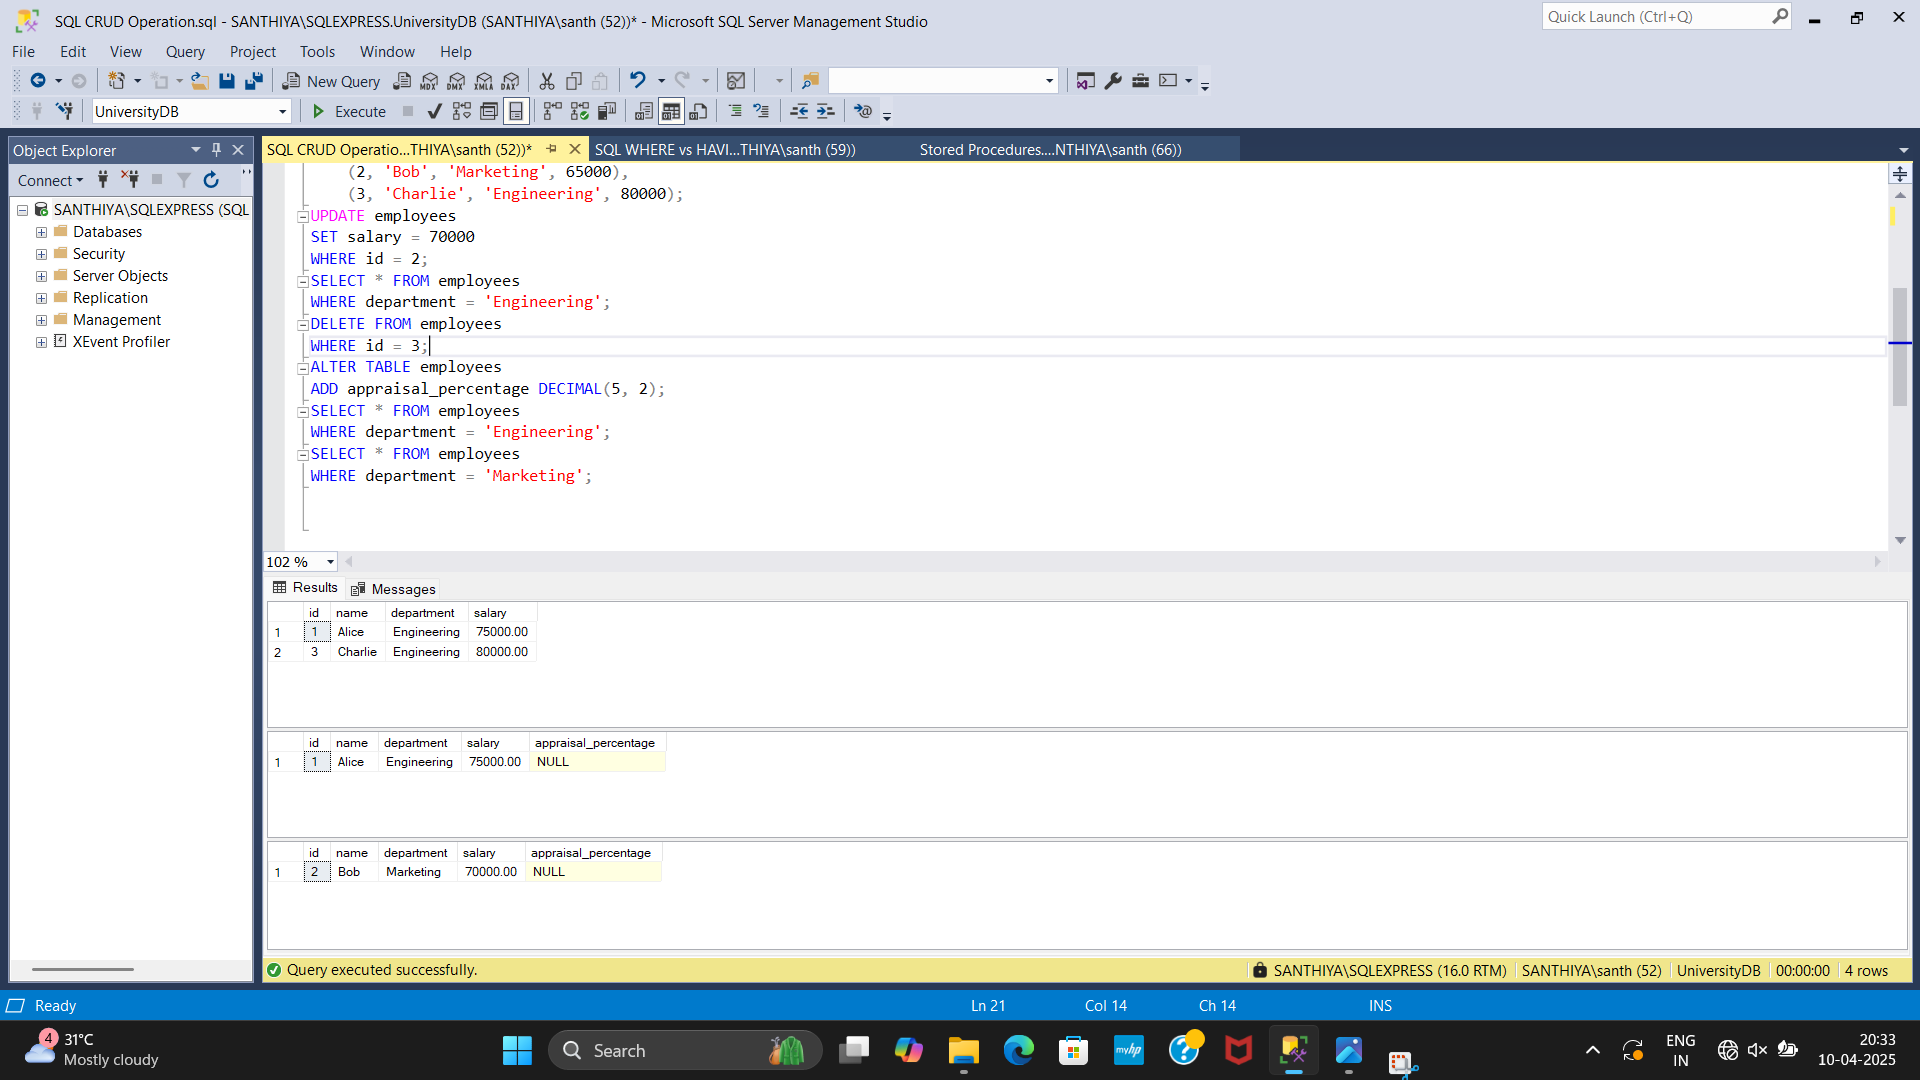 SQL CRUD Operation.sql - SANTHIYA\SQLEXPRESS.UniversityDB (SANTHIYA\santh (52))* - Microsoft SQL Server Management Studio
Quick Launch (Ctrl+Q)
File Edit View Query Project Tools Window Help
New Query MDX DMX XMLA DAX
UniversityDB Execute
Object Explorer
SQL CRUD Operatio...THIYA\santh (52))* SQL WHERE vs HAVI...THIYA\santh (59)) Stored Procedures....NTHIYA\santh (66))
Connect
SANTHIYA\SQLEXPRESS (SQL
Databases
Security
Server Objects
Replication
Management
XEvent Profiler
(2, 'Bob', 'Marketing', 65000),
(3, 'Charlie', 'Engineering', 80000);
UPDATE employees
SET salary = 70000
WHERE id = 2;
SELECT * FROM employees
WHERE department = 'Engineering';
DELETE FROM employees
WHERE id = 3;
ALTER TABLE employees
ADD appraisal_percentage DECIMAL(5, 2);
SELECT * FROM employees
WHERE department = 'Engineering';
SELECT * FROM employees
WHERE department = 'Marketing';
102 %
Results Messages
id name department salary
1 1 Alice Engineering 75000.00
2 3 Charlie Engineering 80000.00
id name department salary appraisal_percentage
1 1 Alice Engineering 75000.00 NULL
id name department salary appraisal_percentage
1 2 Bob Marketing 70000.00 NULL
Query executed successfully. SANTHIYA\SQLEXPRESS (16.0 RTM) SANTHIYA\santh (52) UniversityDB 00:00:00 4 rows
Ready Ln 21 Col 14 Ch 14 INS
4 31°C
Mostly cloudy
Search
myhp
ENG
IN
20:33
10-04-2025